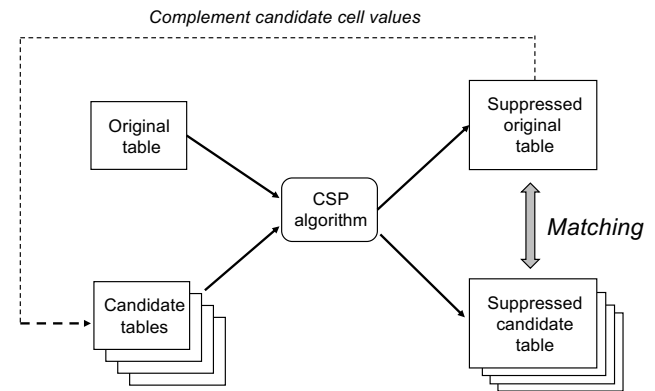 Complement candidate cell values
Original
table
Suppressed
original
table
CSP
algorithm
Matching
Candidate
tables
Suppressed
candidate
table